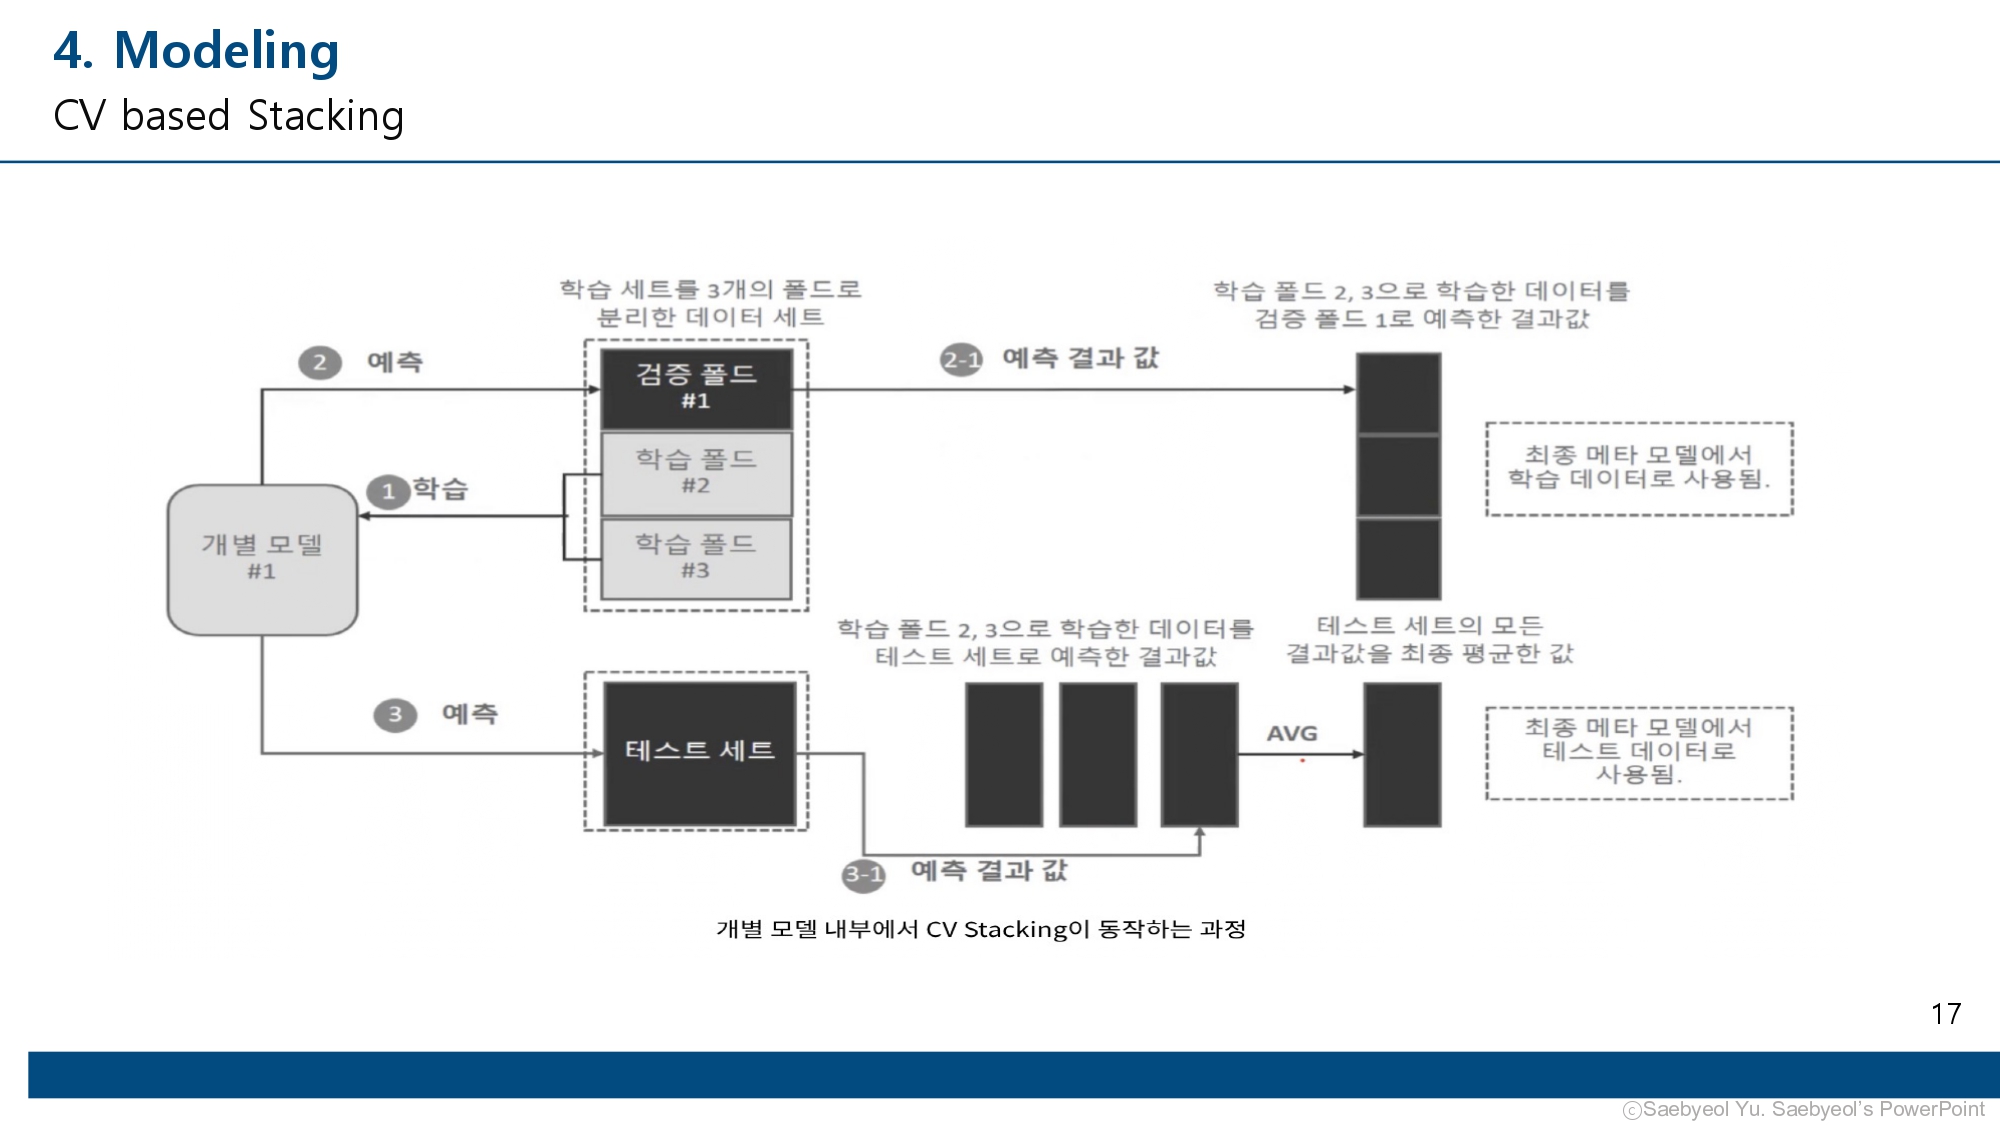 4. Modeling
CV based Stacking
학습 세트를 3개의 폴드로
분리한 데이터 세트
학습 폴드 2, 3으로 학습한 데이터를
검증 폴드 1로 예측한 결과값
2 예측
검증 폴드
#1
2-1 예측 결과 값
학습 폴드
#2
1 학습
최종 메타 모델에서
학습 데이터로 사용됨.
개별 모델
#1
학습 폴드
#3
학습 폴드 2, 3으로 학습한 데이터를
테스트 세트로 예측한 결과값
테스트 세트의 모든
결과값을 최종 평균한 값
3 예측
테스트 세트
AVG
최종 메타 모델에서
테스트 데이터로
사용됨.
3-1 예측 결과 값
개별 모델 내부에서 CV Stacking이 동작하는 과정
17
ⓒSaebyeol Yu. Saebyeol’s PowerPoint